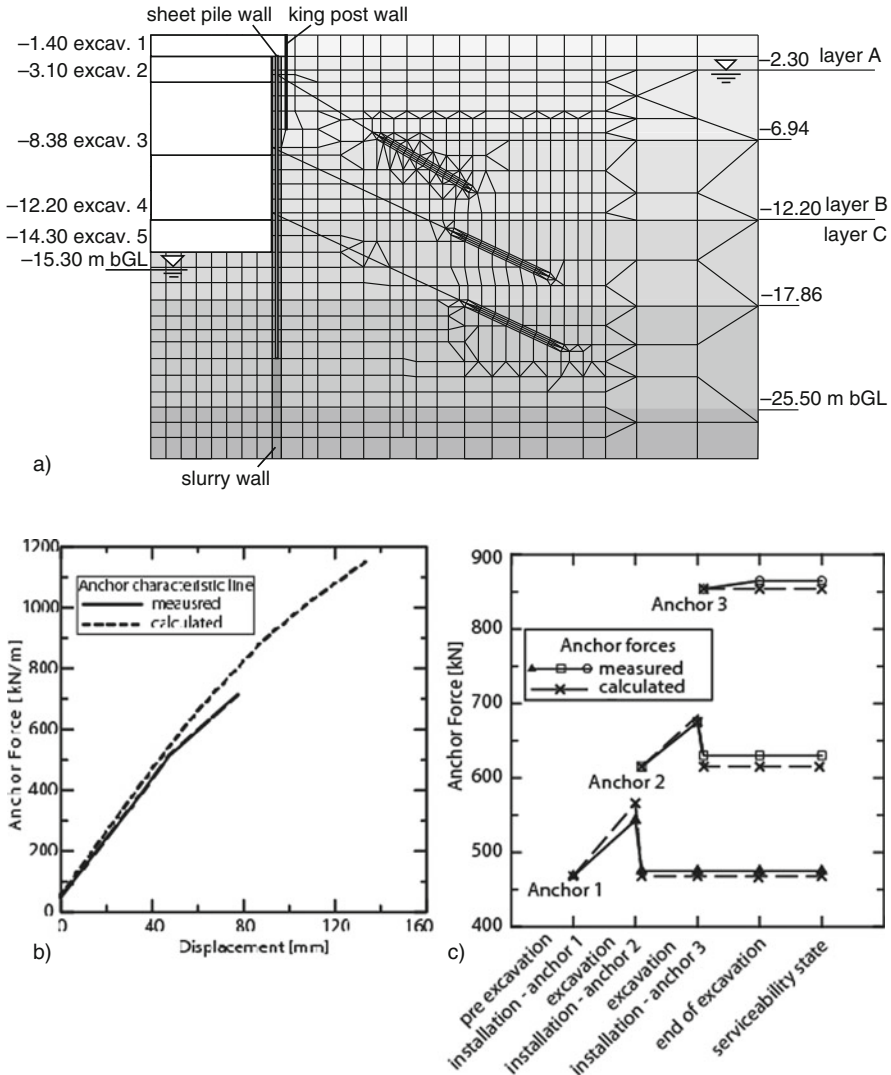 sheet pile wall
king post wall
–1.40 excav. 1
–3.10 excav. 2
–8.38 excav. 3
–12.20 excav. 4
–14.30 excav. 5
–15.30 m bGL
–2.30
layer A
–6.94
–12.20
layer B
layer C
–17.86
–25.50 m bGL
slurry wall
a)
1200
1000
800
600
400
200
0
Anchor Force [kN/m]
Anchor characteristic line
meausred
calculated
0 40 80 120 160
Displacement [mm]
b)
900
850
700
600
500
400
Anchor Force [kN]
Anchor 3
Anchor forces
measured
calculated
Anchor 2
Anchor 1
pre excavation
installation - anchor 1
excavation
installation - anchor 2
excavation
installation - anchor 3
end of excavation
serviceability state
c)